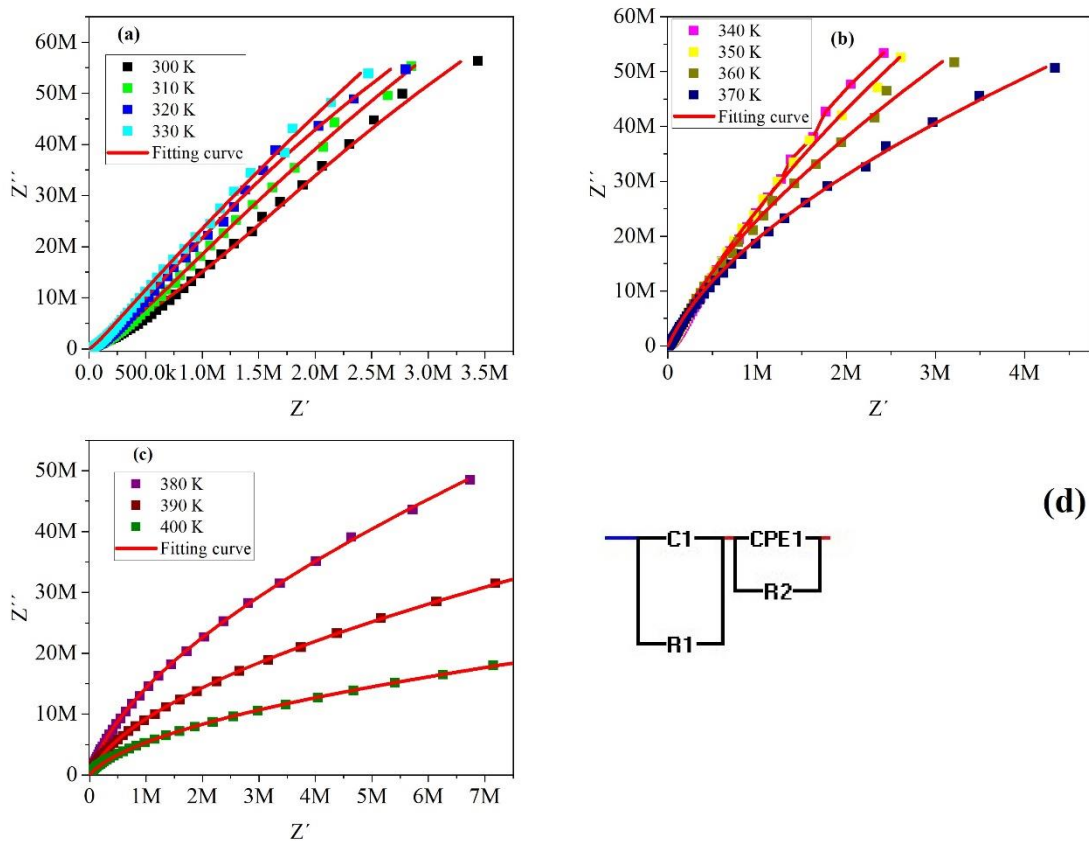 (a)
60M
50M
40M
30M
20M
10M
0
Z´´
300 K
310 K
320 K
330 K
Fitting curve
0.0 500.0k 1.0M 1.5M 2.0M 2.5M 3.0M 3.5M
Z´
(b)
60M
50M
40M
30M
20M
10M
0
Z´´
340 K
350 K
360 K
370 K
Fitting curve
0 1M 2M 3M 4M
Z´
(c)
50M
40M
30M
20M
10M
0
Z´´
380 K
390 K
400 K
Fitting curve
0 1M 2M 3M 4M 5M 6M 7M
Z´
(d)
C1 CPE1
R2
R1